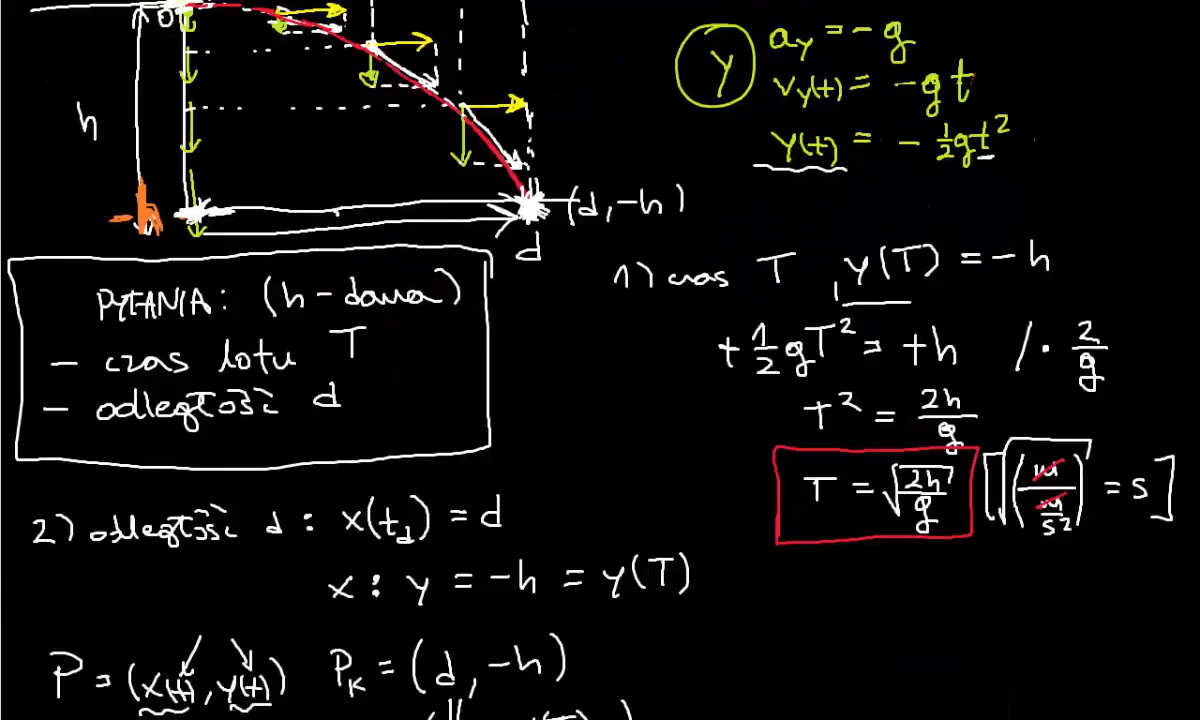 0
h
-h
(d, -h)
d
PYTANIA: (h - dana)
- czas lotu T
- odległość d
2) odległość d : x(t_d) = d
x : y = -h = y(T)
P = (x(t), y(t)) P_K = (d, -h)
Y
a_y = -g
v_y(t) = -gt
y(t) = -½gt²
1) czas T , y(T) = -h
+½gT² = +h / · 2/g
T² = 2h/g
T = √(2h/g) [√(m/(m/s²)) = s]